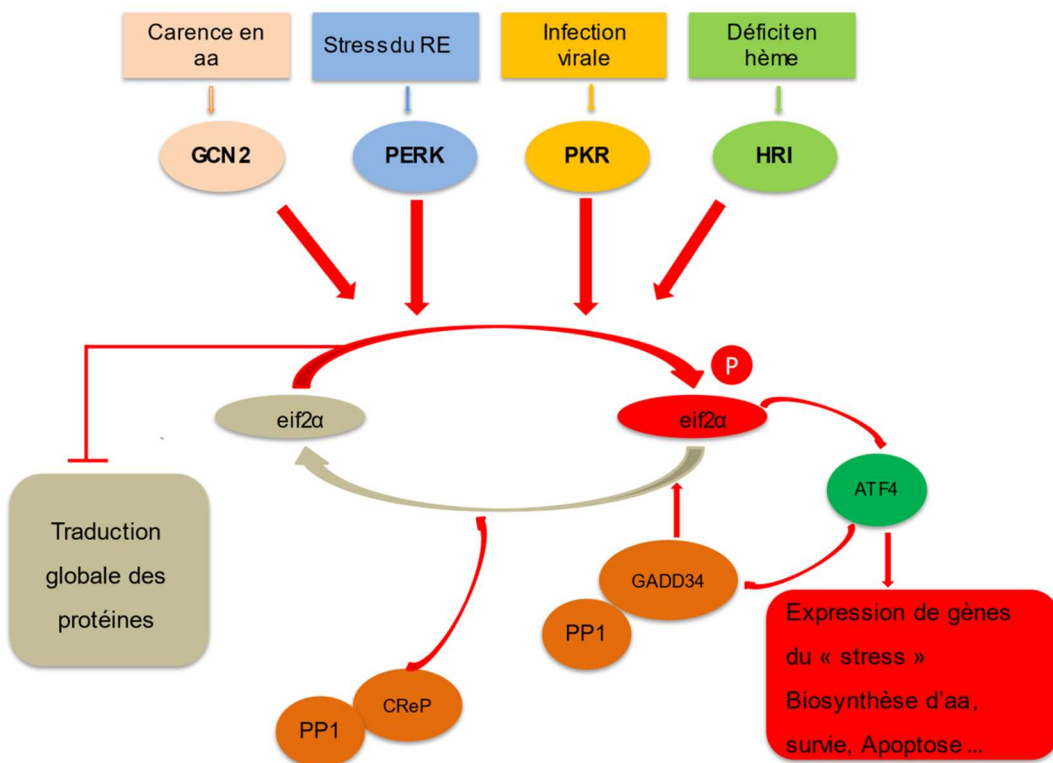 Carence en
aa
Stress du RE
Infection
virale
Déficit en
hème
GCN2
PERK
PKR
HRI
P
eif2α
eif2α
ATF4
Traduction
globale des
protéines
GADD34
PP1
Expression de gènes
du « stress »
Biosynthèse d'aa,
survie, Apoptose ...
CReP
PP1